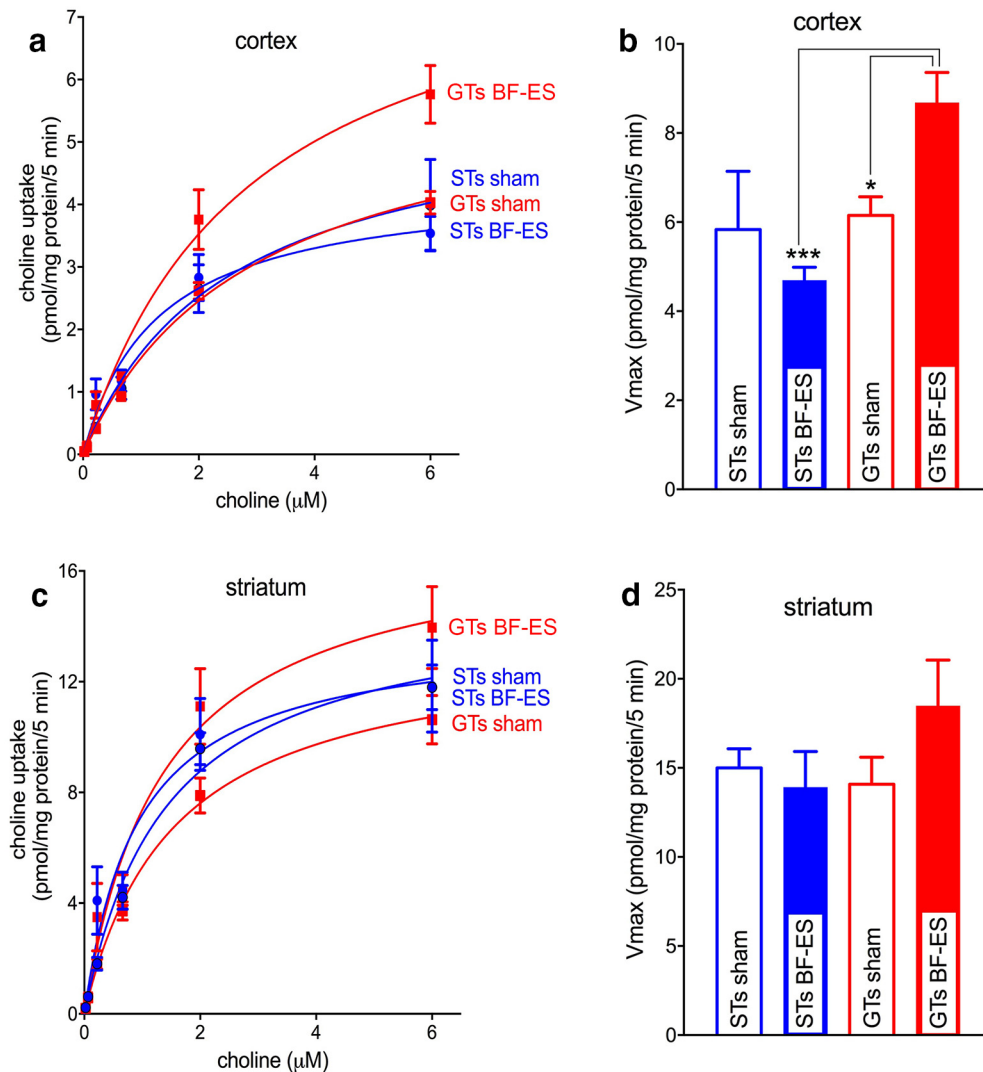 a
cortex
7
6
5
4
3
2
1
0
choline uptake
(pmol/mg protein/5 min)
GTs BF-ES
STs sham
GTs sham
STs BF-ES
0 2 4 6
choline (μM)
b
cortex
10
8
6
4
2
0
Vmax (pmol/mg protein/5 min)
*
***
STs sham
STs BF-ES
GTs sham
GTs BF-ES
c
striatum
16
12
8
4
0
choline uptake
(pmol/mg protein/5 min)
GTs BF-ES
STs sham
STs BF-ES
GTs sham
0 2 4 6
choline (μM)
d
striatum
25
20
15
10
5
0
Vmax (pmol/mg protein/5 min)
STs sham
STs BF-ES
GTs sham
GTs BF-ES